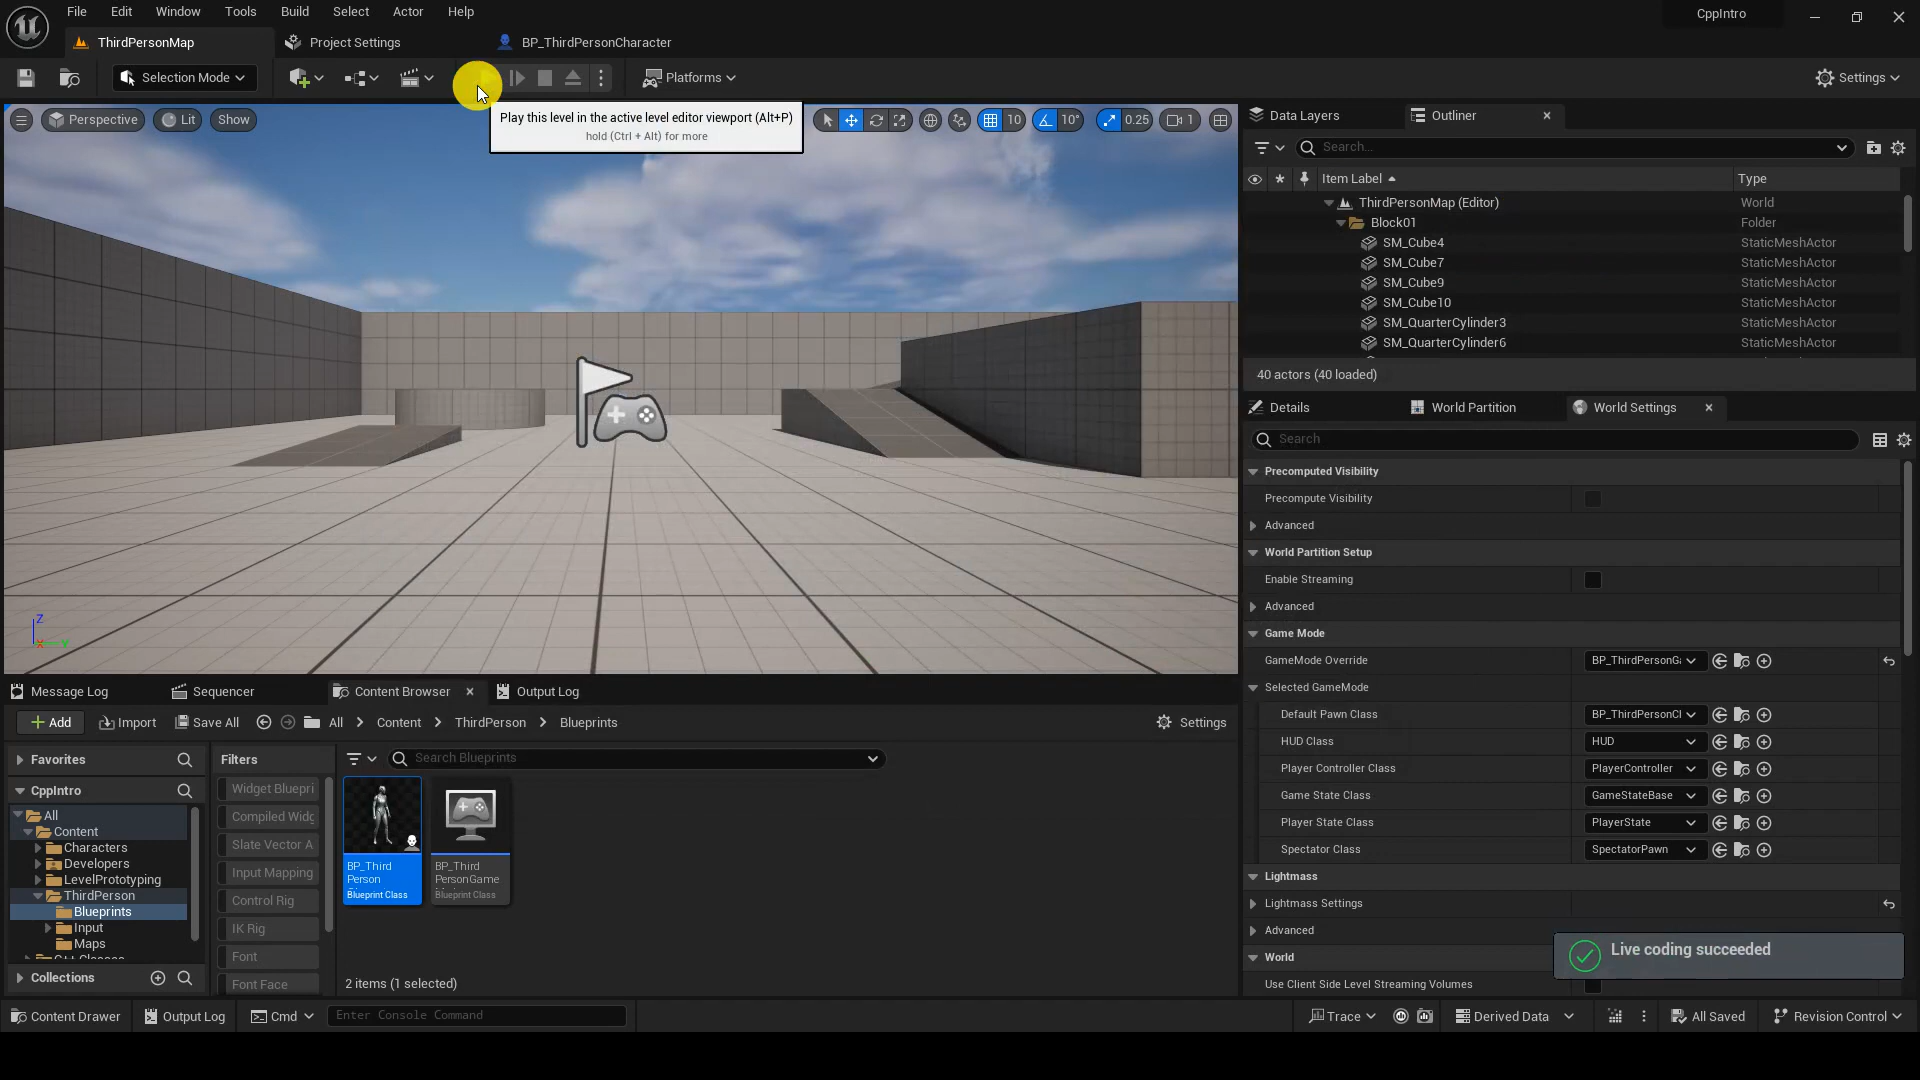 File Edit Window Tools Build Select Actor Help
CppIntro
ThirdPersonMap
Project Settings
BP_ThirdPersonCharacter
Selection Mode
Platforms
Settings
Play this level in the active level editor viewport (Alt+P)
hold (Ctrl + Alt) for more
Perspective
Lit
Show
10
10°
0.25
1
Data Layers
Outliner
Search...
Item Label
Type
ThirdPersonMap (Editor) World
Block01 Folder
SM_Cube4 StaticMeshActor
SM_Cube7 StaticMeshActor
SM_Cube9 StaticMeshActor
SM_Cube10 StaticMeshActor
SM_QuarterCylinder3 StaticMeshActor
SM_QuarterCylinder6 StaticMeshActor
40 actors (40 loaded)
Details
World Partition
World Settings
Search
Precomputed Visibility
Precompute Visibility
Advanced
World Partition Setup
Enable Streaming
Advanced
Game Mode
GameMode Override BP_ThirdPersonGa
Selected GameMode
Default Pawn Class BP_ThirdPersonCl
HUD Class HUD
Player Controller Class PlayerController
Game State Class GameStateBase
Player State Class PlayerState
Spectator Class SpectatorPawn
Lightmass
Lightmass Settings
Advanced
World
Use Client Side Level Streaming Volumes
Live coding succeeded
Z
X
Y
Message Log
Sequencer
Content Browser
Output Log
Add
Import
Save All
All
Content
ThirdPerson
Blueprints
Settings
Favorites
CppIntro
All
Content
Characters
Developers
LevelPrototyping
ThirdPerson
Blueprints
Input
Maps
C++ Classes
Collections
Filters
Widget Bluepri
Compiled Widg
Slate Vector A
Input Mapping
Control Rig
IK Rig
Font
Font Face
Search Blueprints
BP_Third
Person
Blueprint Class
BP_Third
PersonGame
Blueprint Class
2 items (1 selected)
Content Drawer
Output Log
Cmd
Enter Console Command
Trace
Derived Data
All Saved
Revision Control